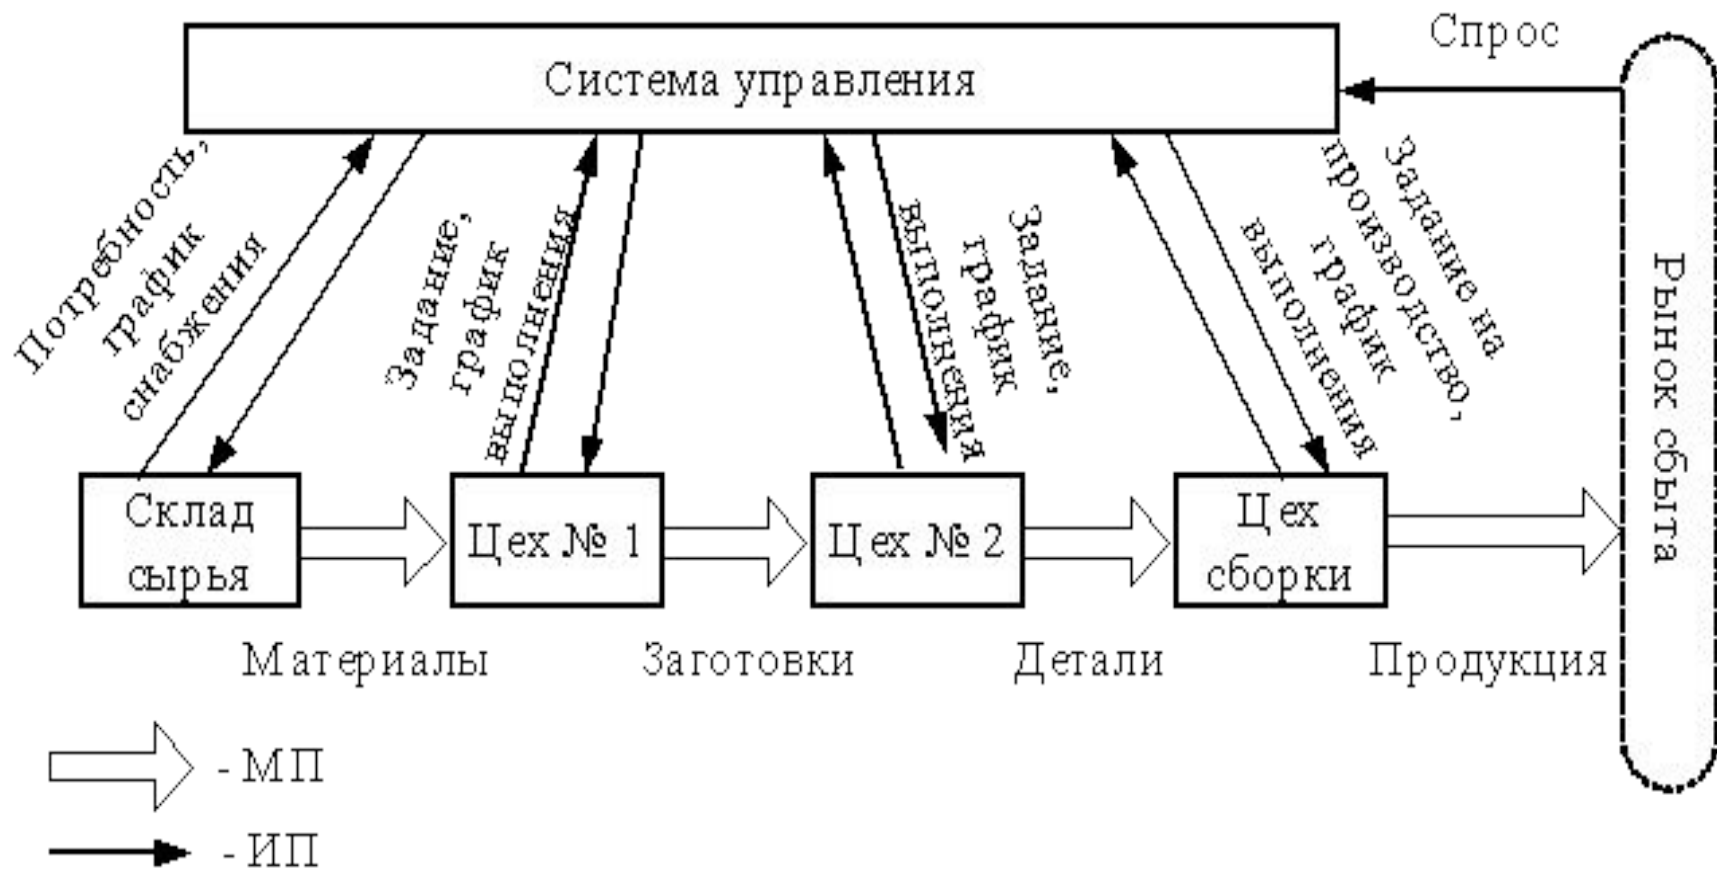 Спрос
Система управления
Потребность,
график
снабжения
Задание,
график
выполнения
Задание,
график
выполнения
Задание на
производство,
график
выполнения
Рынок сбыта
Склад
сырья
Цех № 1
Цех № 2
Цех
сборки
Материалы
Заготовки
Детали
Продукция
- МП
- ИП